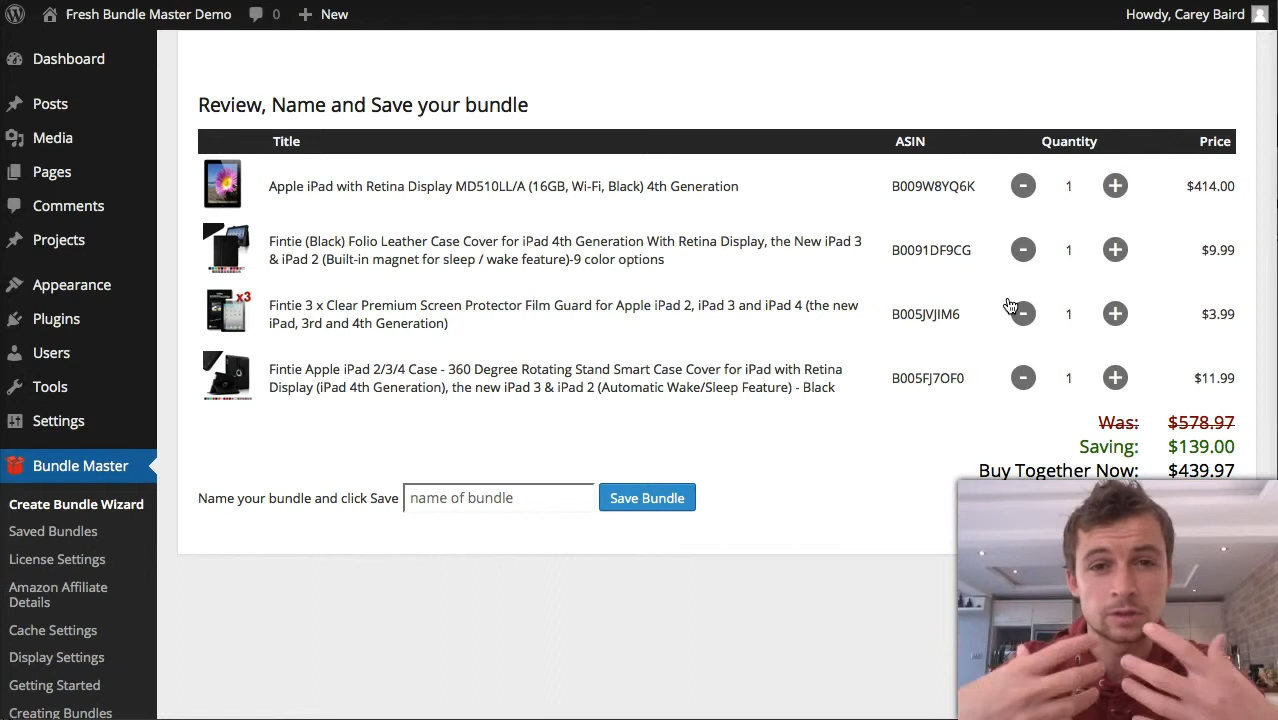 Fresh Bundle Master Demo 0 New Howdy, Carey Baird
Dashboard
Posts
Media
Pages
Comments
Projects
Appearance
Plugins
Users
Tools
Settings
Bundle Master
Create Bundle Wizard
Saved Bundles
License Settings
Amazon Affiliate
Details
Cache Settings
Display Settings
Getting Started
Creating Bundles
Review, Name and Save your bundle
Title ASIN Quantity Price
Apple iPad with Retina Display MD510LL/A (16GB, Wi-Fi, Black) 4th Generation B009W8YQ6K - 1 + $414.00
Fintie (Black) Folio Leather Case Cover for iPad 4th Generation With Retina Display, the New iPad 3
& iPad 2 (Built-in magnet for sleep / wake feature)-9 color options B0091DF9CG - 1 + $9.99
x3
Fintie 3 x Clear Premium Screen Protector Film Guard for Apple iPad 2, iPad 3 and iPad 4 (the new
iPad, 3rd and 4th Generation) B005JVJIM6 - 1 + $3.99
Fintie Apple iPad 2/3/4 Case - 360 Degree Rotating Stand Smart Case Cover for iPad with Retina
Display (iPad 4th Generation), the new iPad 3 & iPad 2 (Automatic Wake/Sleep Feature) - Black B005FJ7OF0 - 1 + $11.99
Was: $578.97
Saving: $139.00
Buy Together Now: $439.97
Name your bundle and click Save name of bundle Save Bundle